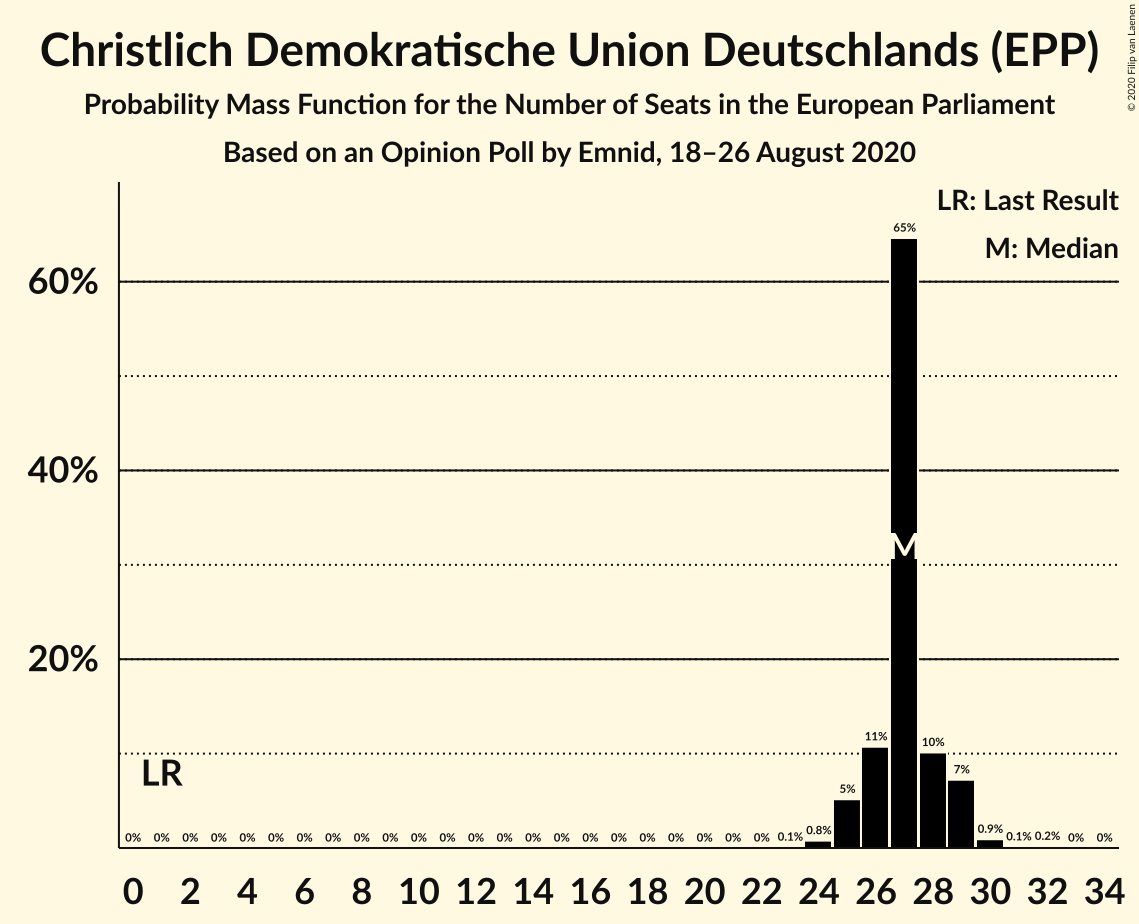 © 2020 Filip van Laenen
Christlich Demokratische Union Deutschlands (EPP)
Probability Mass Function for the Number of Seats in the European Parliament
Based on an Opinion Poll by Emnid, 18–26 August 2020
LR: Last Result
M: Median
60%
40%
20%
65%
M
LR
0% 0% 0% 0% 0% 0% 0% 0% 0% 0% 0% 0% 0% 0% 0% 0% 0% 0% 0% 0% 0% 0% 0% 0.1% 0.8% 5% 11% 10% 7% 0.9% 0.1% 0.2% 0% 0%
0 2 4 6 8 10 12 14 16 18 20 22 24 26 28 30 32 34